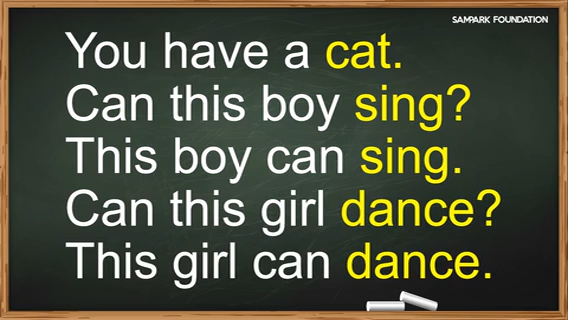 SAMPARK FOUNDATION
You have a cat.
Can this boy sing?
This boy can sing.
Can this girl dance?
This girl can dance.